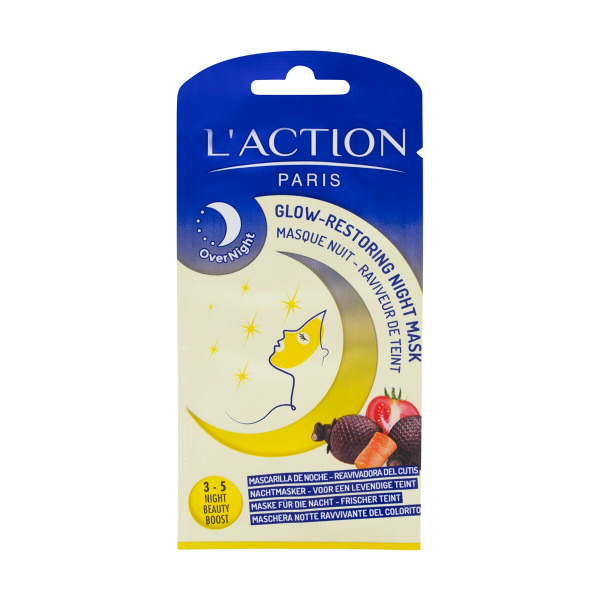 L'ACTION
PARIS
OverNight
GLOW-RESTORING NIGHT MASK
MASQUE NUIT - RAVIVEUR DE TEINT
3 - 5
NIGHT
BEAUTY
BOOST
MASCARILLA DE NOCHE - REAVIVADORA DEL CUTIS
NACHTMASKER - VOOR EEN LEVENDIGE TEINT
MASKE FÜR DIE NACHT - FRISCHER TEINT
MASCHERA NOTTE RAVVIVANTE DEL COLORITO